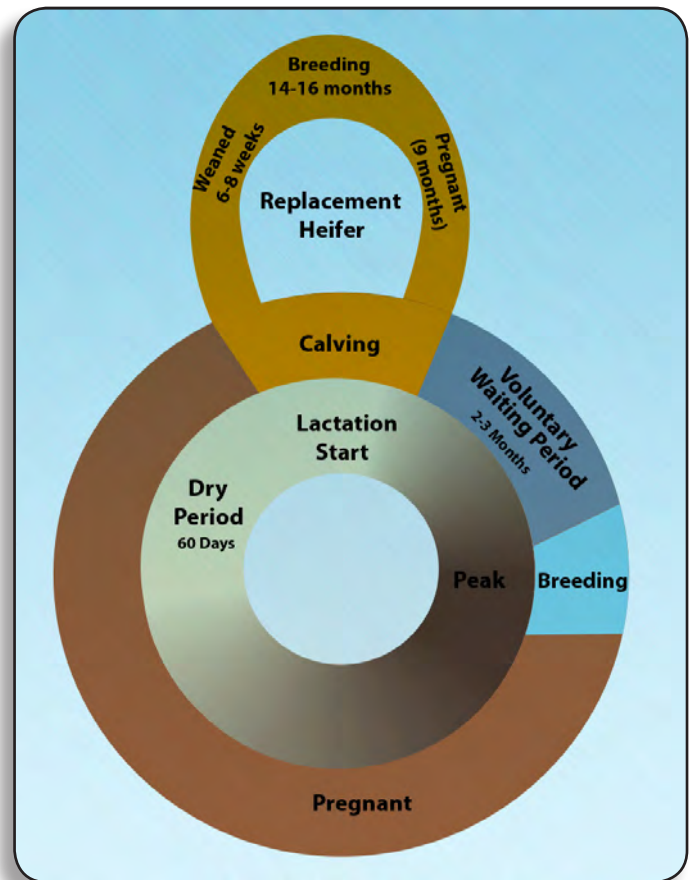 Breeding
14-16 months
Weaned
6-8 weeks
Pregnant
(9 months)
Replacement
Heifer
Calving
Voluntary
Waiting Period
2-3 Months
Lactation
Start
Dry
Period
60 Days
Peak
Breeding
Pregnant